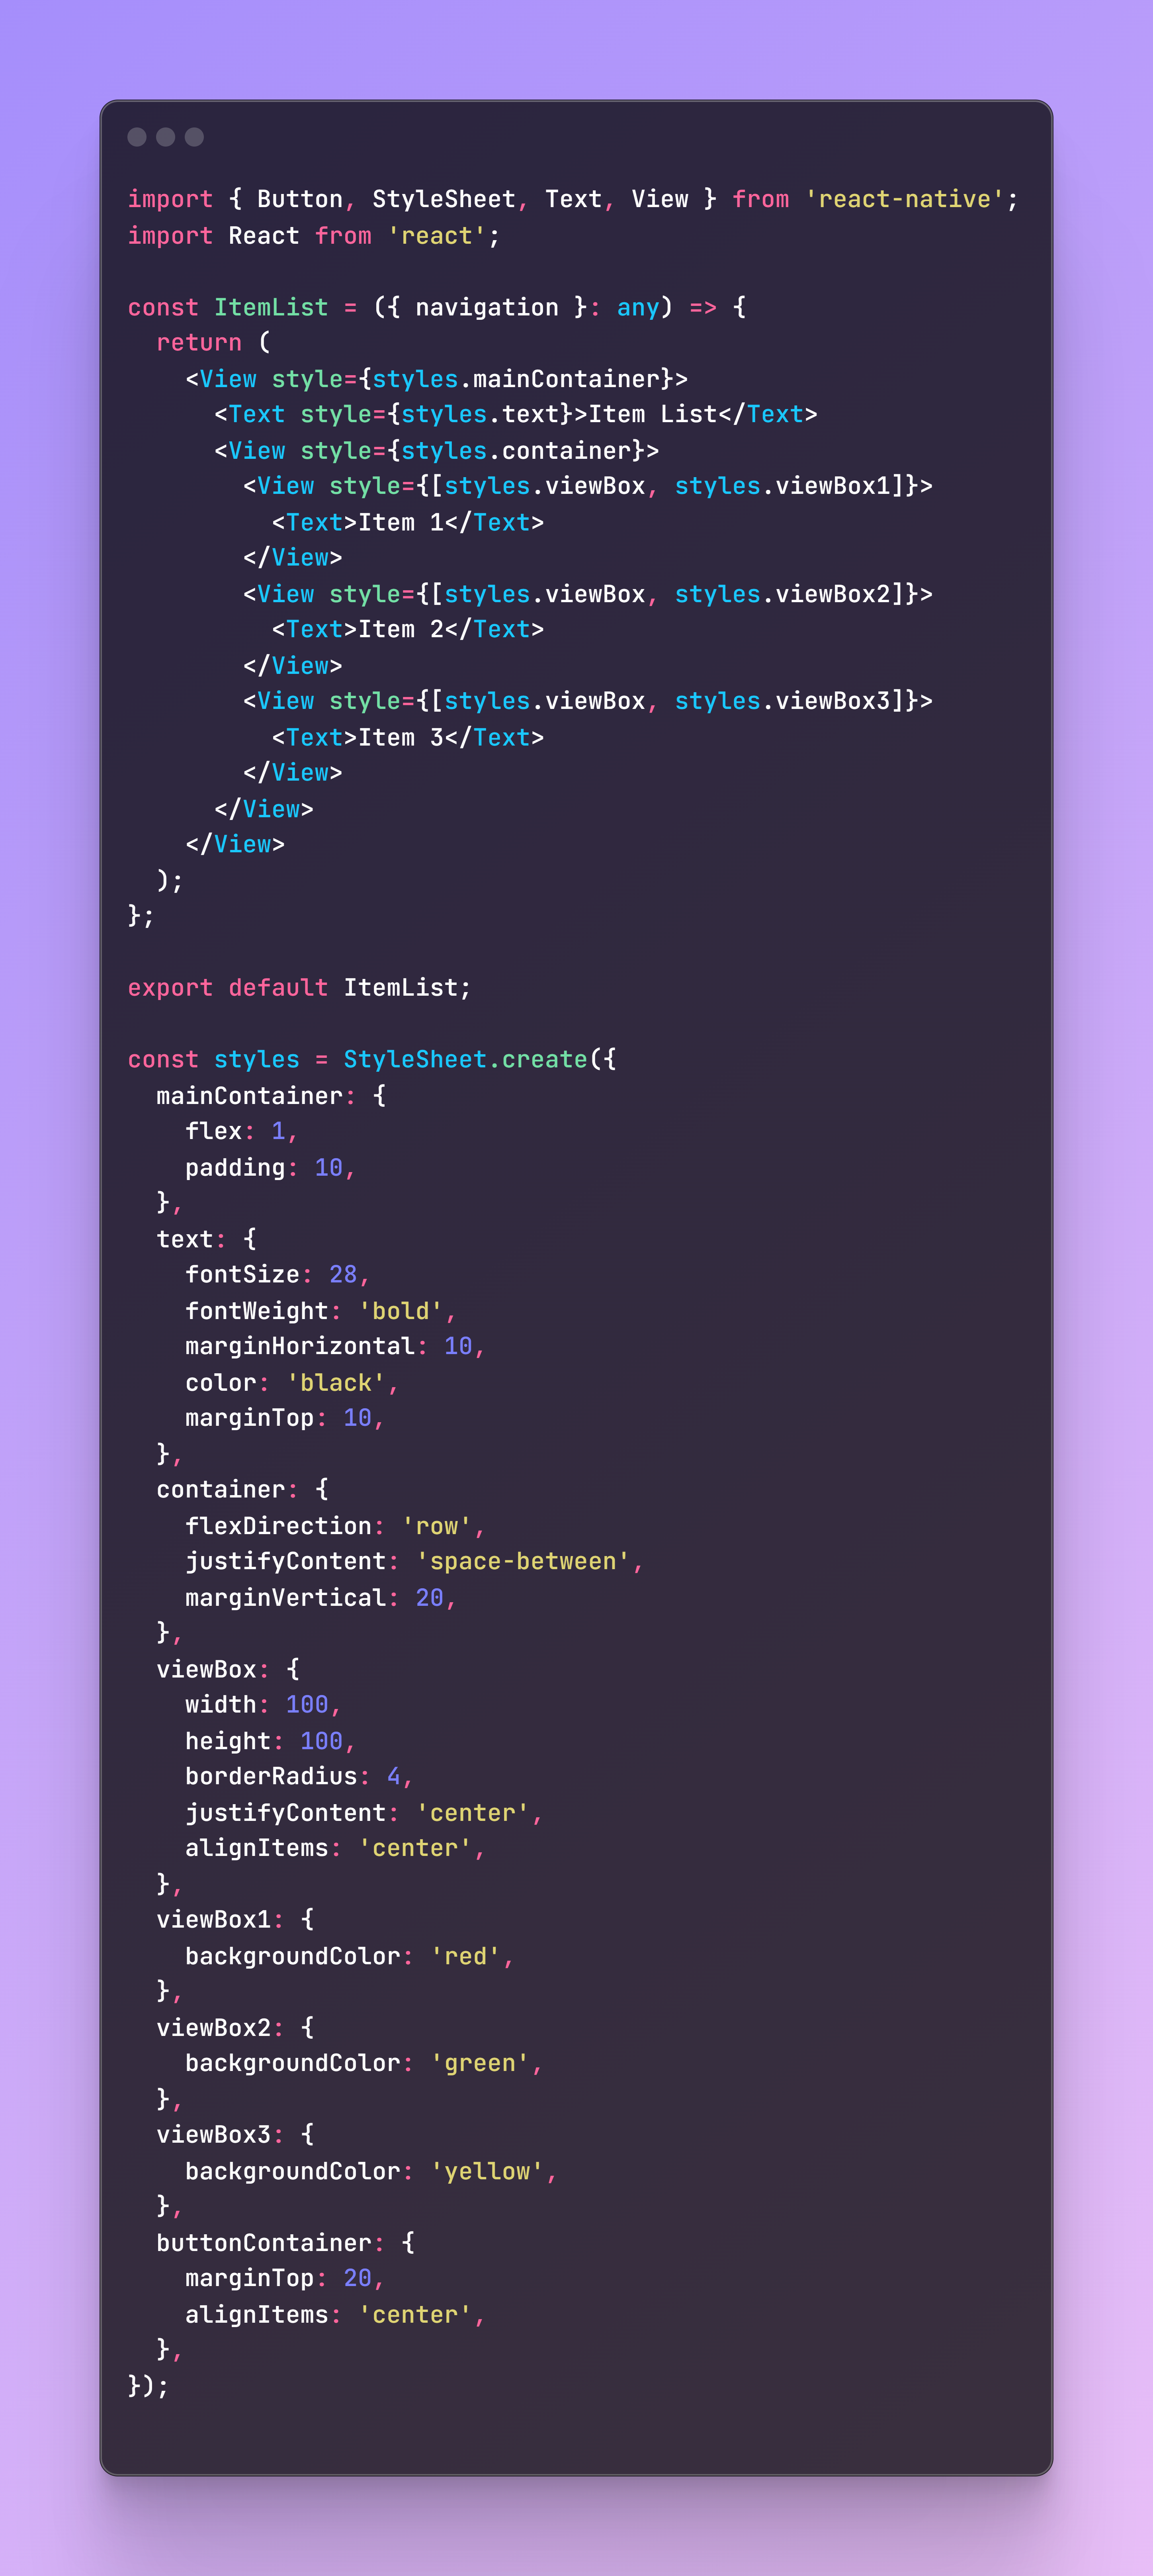 import { Button, StyleSheet, Text, View } from 'react-native';
import React from 'react';

const ItemList = ({ navigation }: any) => {
  return (
    <View style={styles.mainContainer}>
      <Text style={styles.text}>Item List</Text>
      <View style={styles.container}>
        <View style={[styles.viewBox, styles.viewBox1]}>
          <Text>Item 1</Text>
        </View>
        <View style={[styles.viewBox, styles.viewBox2]}>
          <Text>Item 2</Text>
        </View>
        <View style={[styles.viewBox, styles.viewBox3]}>
          <Text>Item 3</Text>
        </View>
      </View>
    </View>
  );
};

export default ItemList;

const styles = StyleSheet.create({
  mainContainer: {
    flex: 1,
    padding: 10,
  },
  text: {
    fontSize: 28,
    fontWeight: 'bold',
    marginHorizontal: 10,
    color: 'black',
    marginTop: 10,
  },
  container: {
    flexDirection: 'row',
    justifyContent: 'space-between',
    marginVertical: 20,
  },
  viewBox: {
    width: 100,
    height: 100,
    borderRadius: 4,
    justifyContent: 'center',
    alignItems: 'center',
  },
  viewBox1: {
    backgroundColor: 'red',
  },
  viewBox2: {
    backgroundColor: 'green',
  },
  viewBox3: {
    backgroundColor: 'yellow',
  },
  buttonContainer: {
    marginTop: 20,
    alignItems: 'center',
  },
});